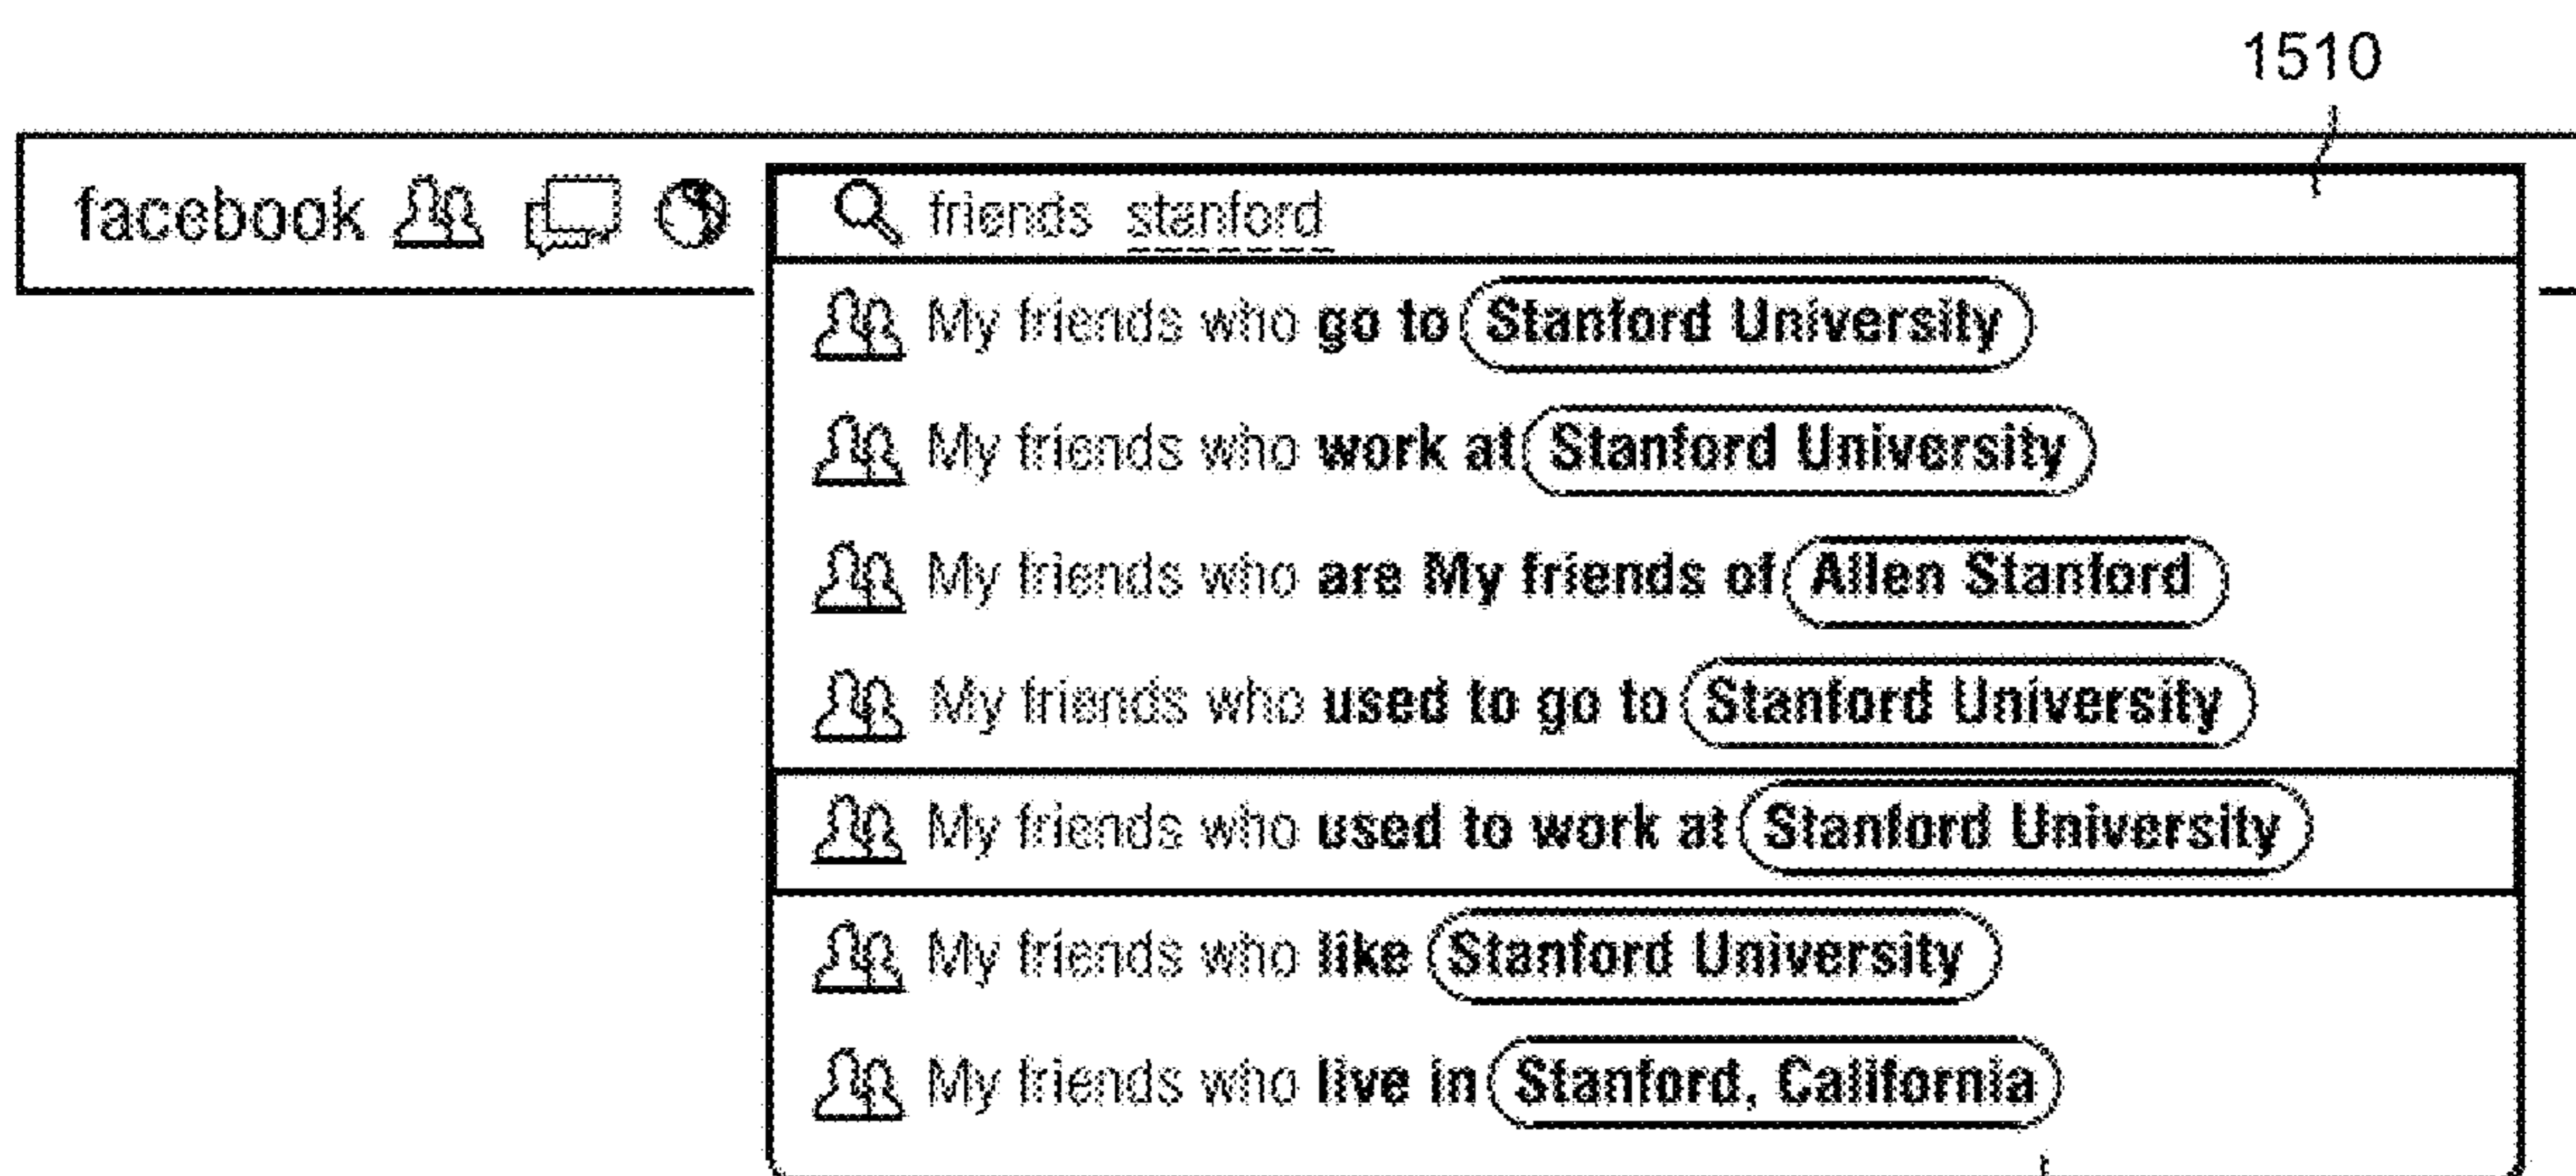 1510
facebook friends stanford
My friends who go to Stanford University
My friends who work at Stanford University
My friends who are My friends of Allen Stanford
My friends who used to go to Stanford University
My friends who used to work at Stanford University
My friends who like Stanford University
My friends who live in Stanford, California